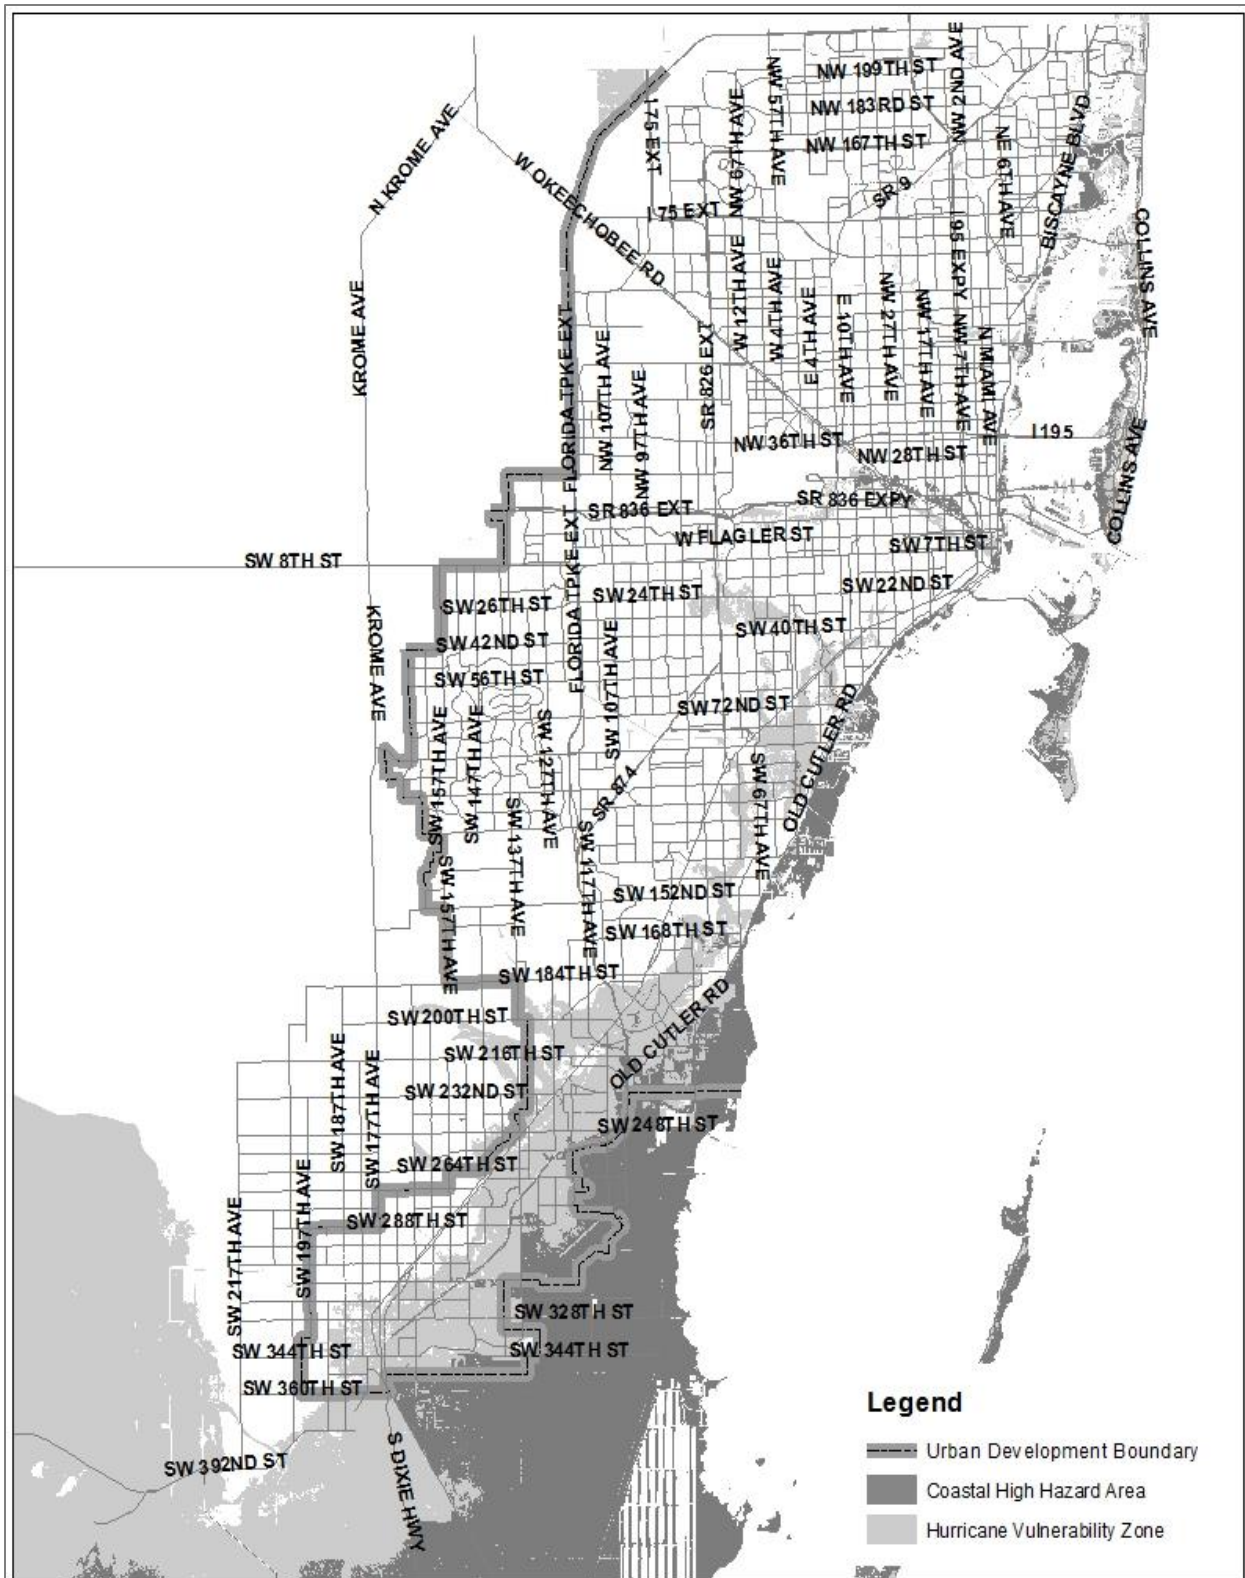 NW 199TH ST
NW 183RD ST
NW 167TH ST
NW 2ND AVE
NW 57TH AVE
NW 67TH AVE
I 75 EXT
N KROME AVE
W OKEECHOBEE RD
I 75 EXT
SR 9
NE 6TH AVE
BISCAYNE BLVD
COLLINS AVE
I 95 EXPY
KROME AVE
FLORIDA TPKE EXT
NW 107TH AVE
NW 97TH AVE
SR 826 EXT
W 12TH AVE
W 4TH AVE
E 4TH AVE
E 10TH AVE
NW 27TH AVE
NW 17TH AVE
NW 7TH AVE
N MIAMI AVE
I 195
NW 36TH ST
NW 28TH ST
COLLINS AVE
SR 836 EXT
SR 836 EXPY
W FLAGLER ST
SW 7TH ST
SW 8TH ST
FLORIDA TPKE EXT
SW 26TH ST
SW 24TH ST
SW 22ND ST
KROME AVE
SW 42ND ST
SW 40TH ST
SW 56TH ST
SW 107TH AVE
SW 72ND ST
OLD CUTLER RD
SW 157TH AVE
SW 147TH AVE
SW 127TH AVE
SW 137TH AVE
SR 874
SW 67TH AVE
SW 117TH AVE
SW 157TH AVE
SW 152ND ST
SW 168TH ST
SW 184TH ST
SW 200TH ST
OLD CUTLER RD
SW 216TH ST
SW 187TH AVE
SW 177TH AVE
SW 232ND ST
SW 248TH ST
SW 264TH ST
SW 197TH AVE
SW 217TH AVE
SW 288TH ST
SW 328TH ST
SW 344TH ST
SW 344TH ST
SW 360TH ST
SW 392ND ST
S DIXIE HWY
Legend
Urban Development Boundary
Coastal High Hazard Area
Hurricane Vulnerability Zone